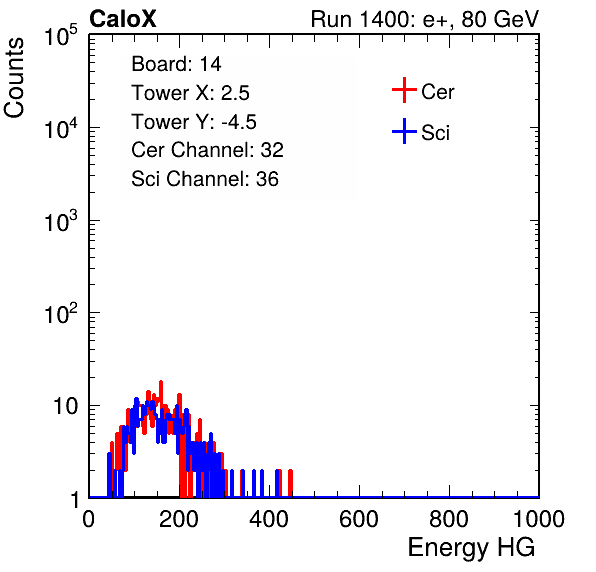 CaloX Run 1400: e+, 80 GeV
Board: 14
Tower X: 2.5
Tower Y: -4.5
Cer Channel: 32
Sci Channel: 36
Cer
Sci
Counts
10^5
10^4
10^3
10^2
10
1
0 200 400 600 800 1000
Energy HG